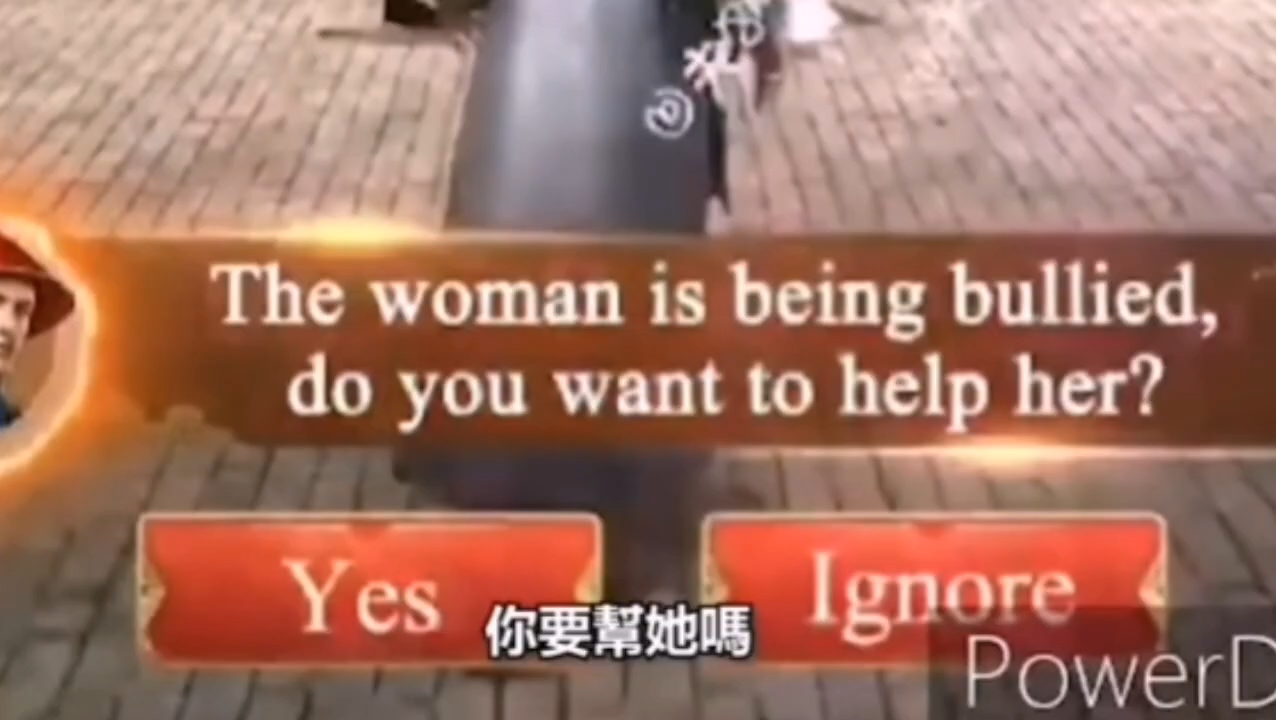 The woman is being bullied,
do you want to help her?
Yes
Ignore
你要幫她嗎
PowerD